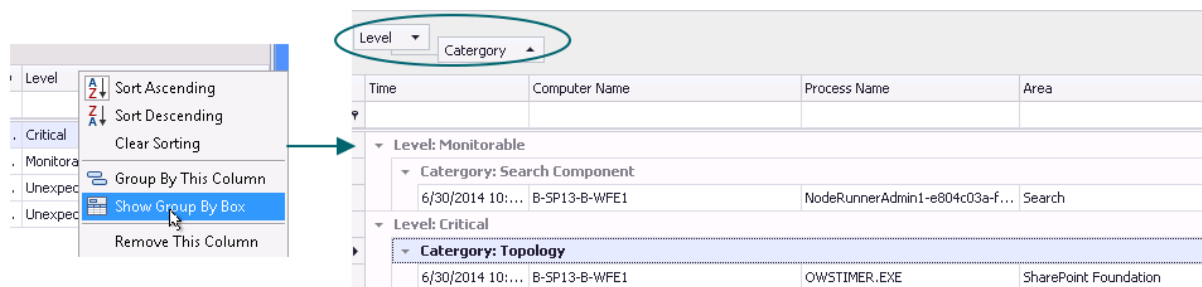 Level
Sort Ascending
Sort Descending
Clear Sorting
Critical
Monitora
Group By This Column
Unexpec
Show Group By Box
Unexpec
Remove This Column
Level
Catergory
Time Computer Name Process Name Area
Level: Monitorable
Catergory: Search Component
6/30/2014 10:... B-SP13-B-WFE1 NodeRunnerAdmin1-e804c03a-f... Search
Level: Critical
Catergory: Topology
6/30/2014 10:... B-SP13-B-WFE1 OWSTIMER.EXE SharePoint Foundation